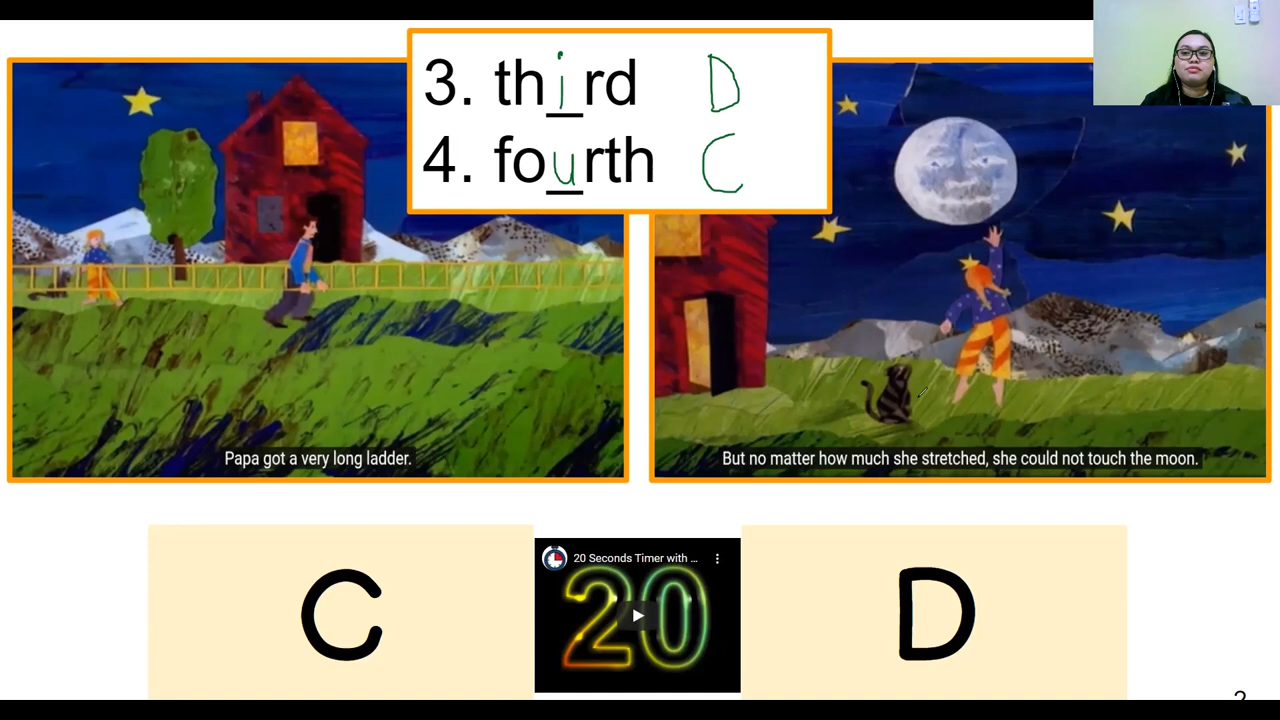 3. third D
4. fourth C
Papa got a very long ladder.
But no matter how much she stretched, she could not touch the moon.
C
20 Seconds Timer with ...
20
D